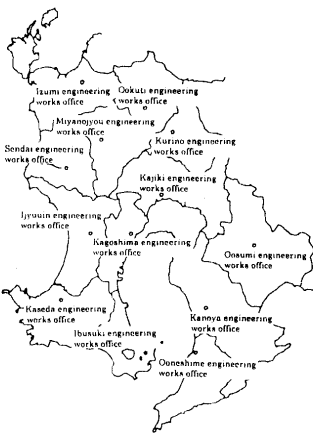 Izumi engineering
works office
Ookuti engineering
works office
Miyanojyou engineering
works office
Kurino engineering
works office
Sendai engineering
works office
Kajiki engineering
works office
Ijyuuin engineering
works office
Kagoshima engineering
works office
Oosumi engineering
works office
Kaseda engineering
works office
Kanoya engineering
works office
Ibusuki engineering
works office
Ooneshime engineering
works office